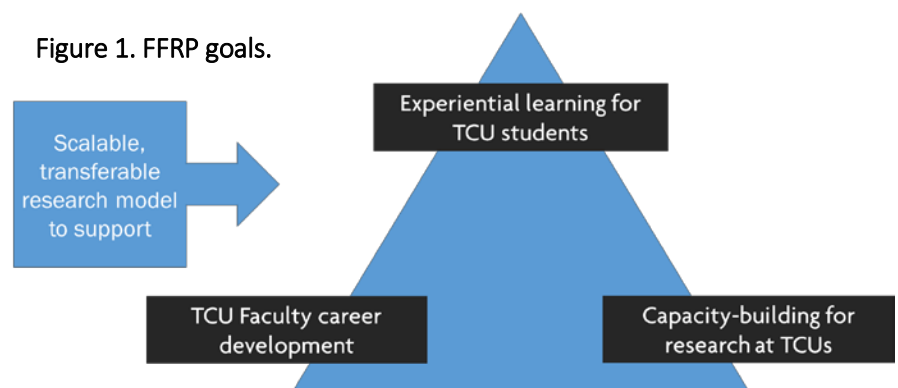 Figure 1. FFRP goals.
Experiential learning for
TCU students
Scalable,
transferable
research model
to support
TCU Faculty career
development
Capacity-building for
research at TCUs